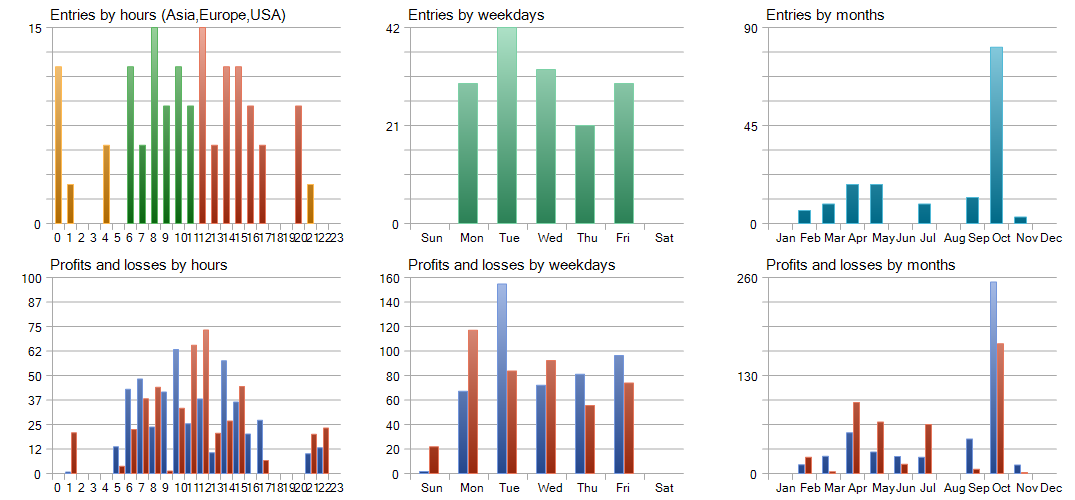 Entries by hours (Asia,Europe,USA)
15
0
0 1 2 3 4 5 6 7 8 9 10 11 12 13 14 15 16 17 18 19 20 21 22 23
Entries by weekdays
42
21
0
Sun Mon Tue Wed Thu Fri Sat
Entries by months
90
45
0
Jan Feb Mar Apr May Jun Jul Aug Sep Oct Nov Dec
Profits and losses by hours
100
87
75
62
50
37
25
12
0
0 1 2 3 4 5 6 7 8 9 10 11 12 13 14 15 16 17 18 19 20 21 22 23
Profits and losses by weekdays
160
140
120
100
80
60
40
20
0
Sun Mon Tue Wed Thu Fri Sat
Profits and losses by months
260
130
0
Jan Feb Mar Apr May Jun Jul Aug Sep Oct Nov Dec